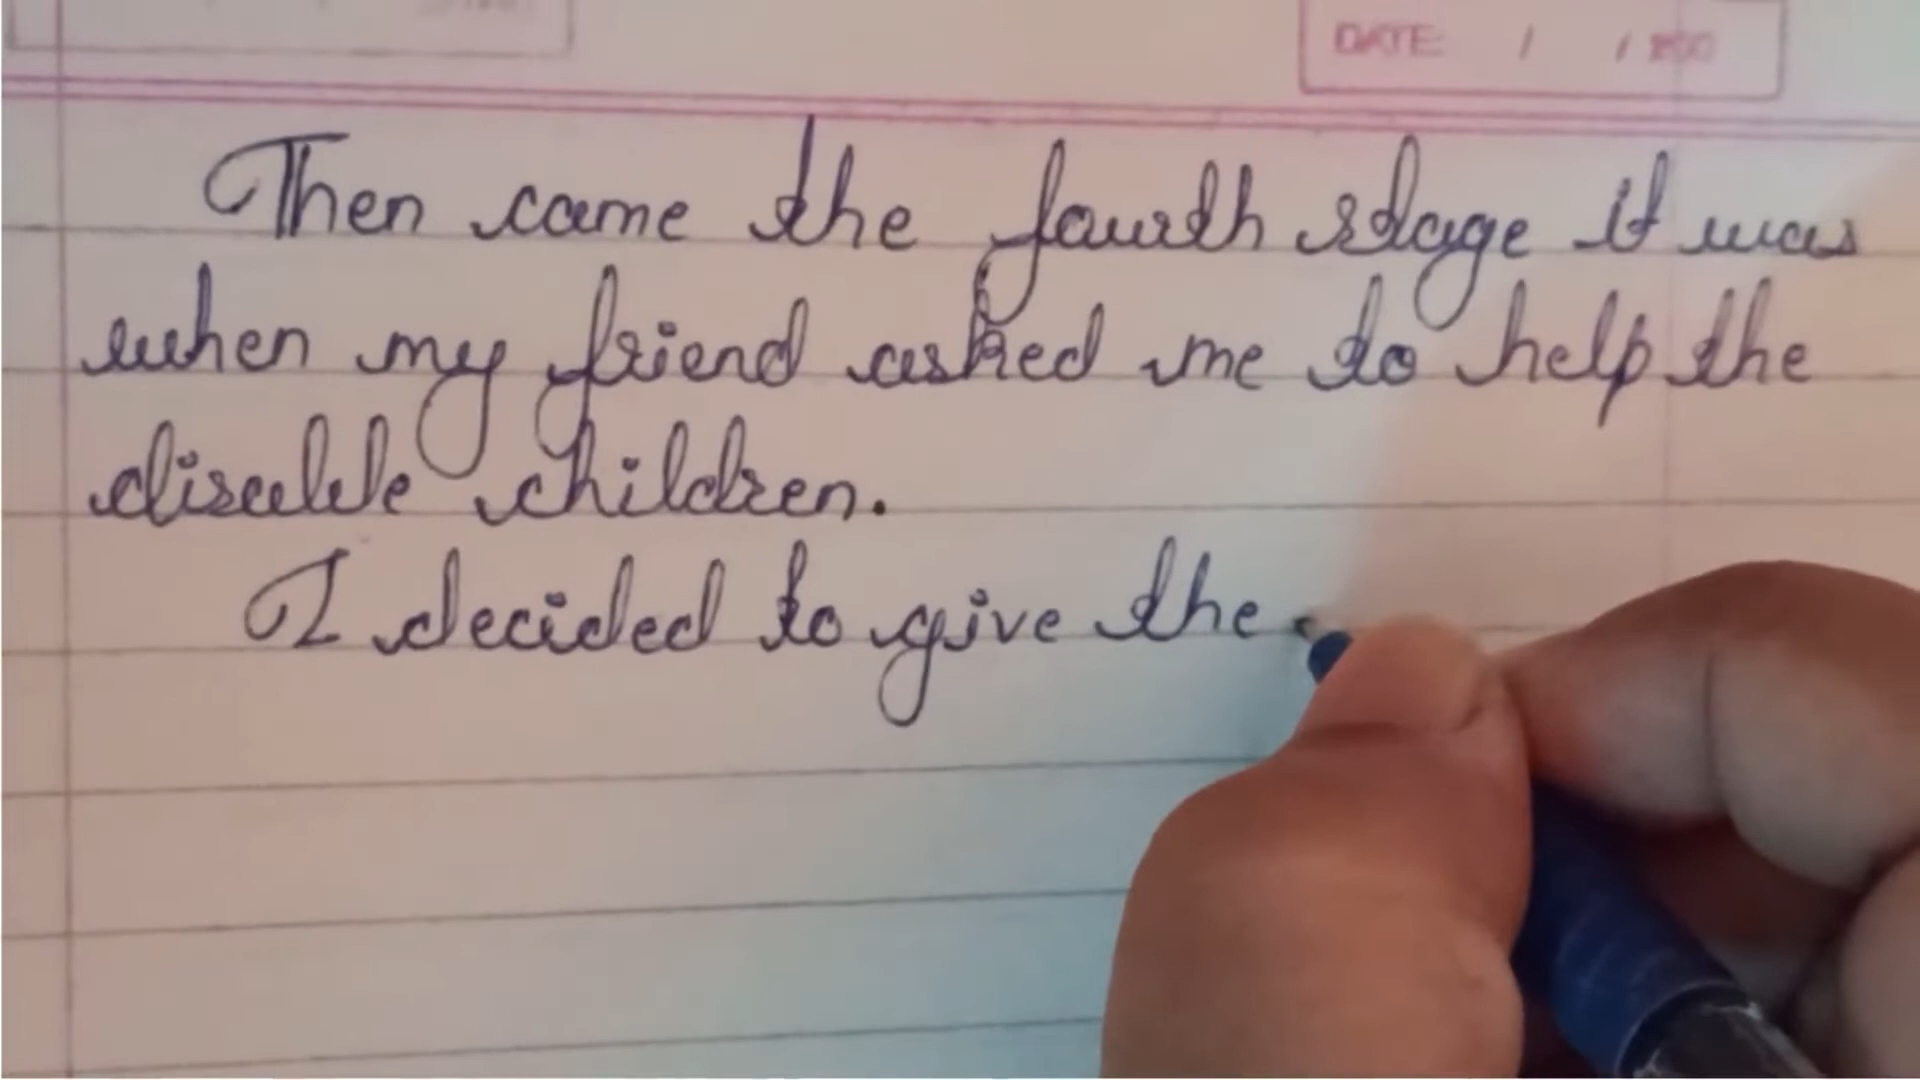 DATE: / /200
Then came the fourth stage it was
when my friend asked me to help the
disable children.
I decided to give the